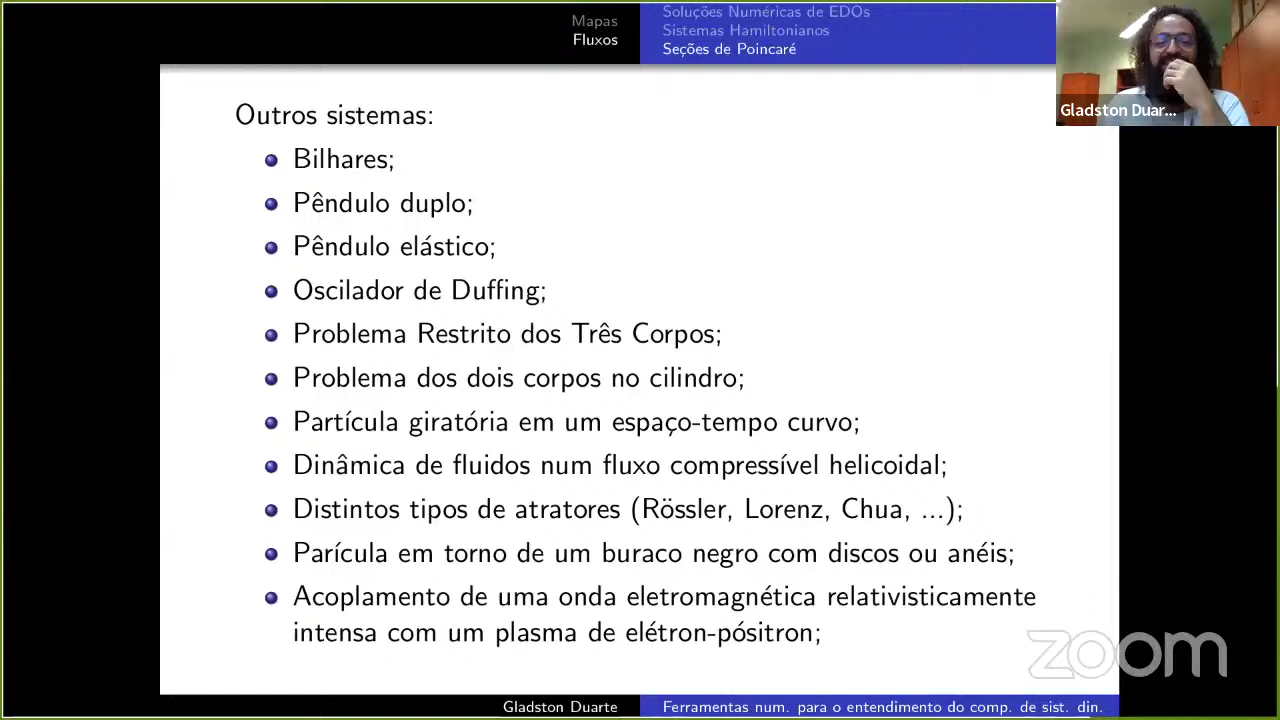 Mapas
Fluxos
Soluções Numéricas de EDOs
Sistemas Hamiltonianos
Seções de Poincaré
Gladston Duar...
Outros sistemas:
Bilhares;
Pêndulo duplo;
Pêndulo elástico;
Oscilador de Duffing;
Problema Restrito dos Três Corpos;
Problema dos dois corpos no cilindro;
Partícula giratória em um espaço-tempo curvo;
Dinâmica de fluidos num fluxo compressível helicoidal;
Distintos tipos de atratores (Rössler, Lorenz, Chua, ...);
Parícula em torno de um buraco negro com discos ou anéis;
Acoplamento de uma onda eletromagnética relativisticamente
intensa com um plasma de elétron-pósitron;
zoom
Gladston Duarte
Ferramentas num. para o entendimento do comp. de sist. din.